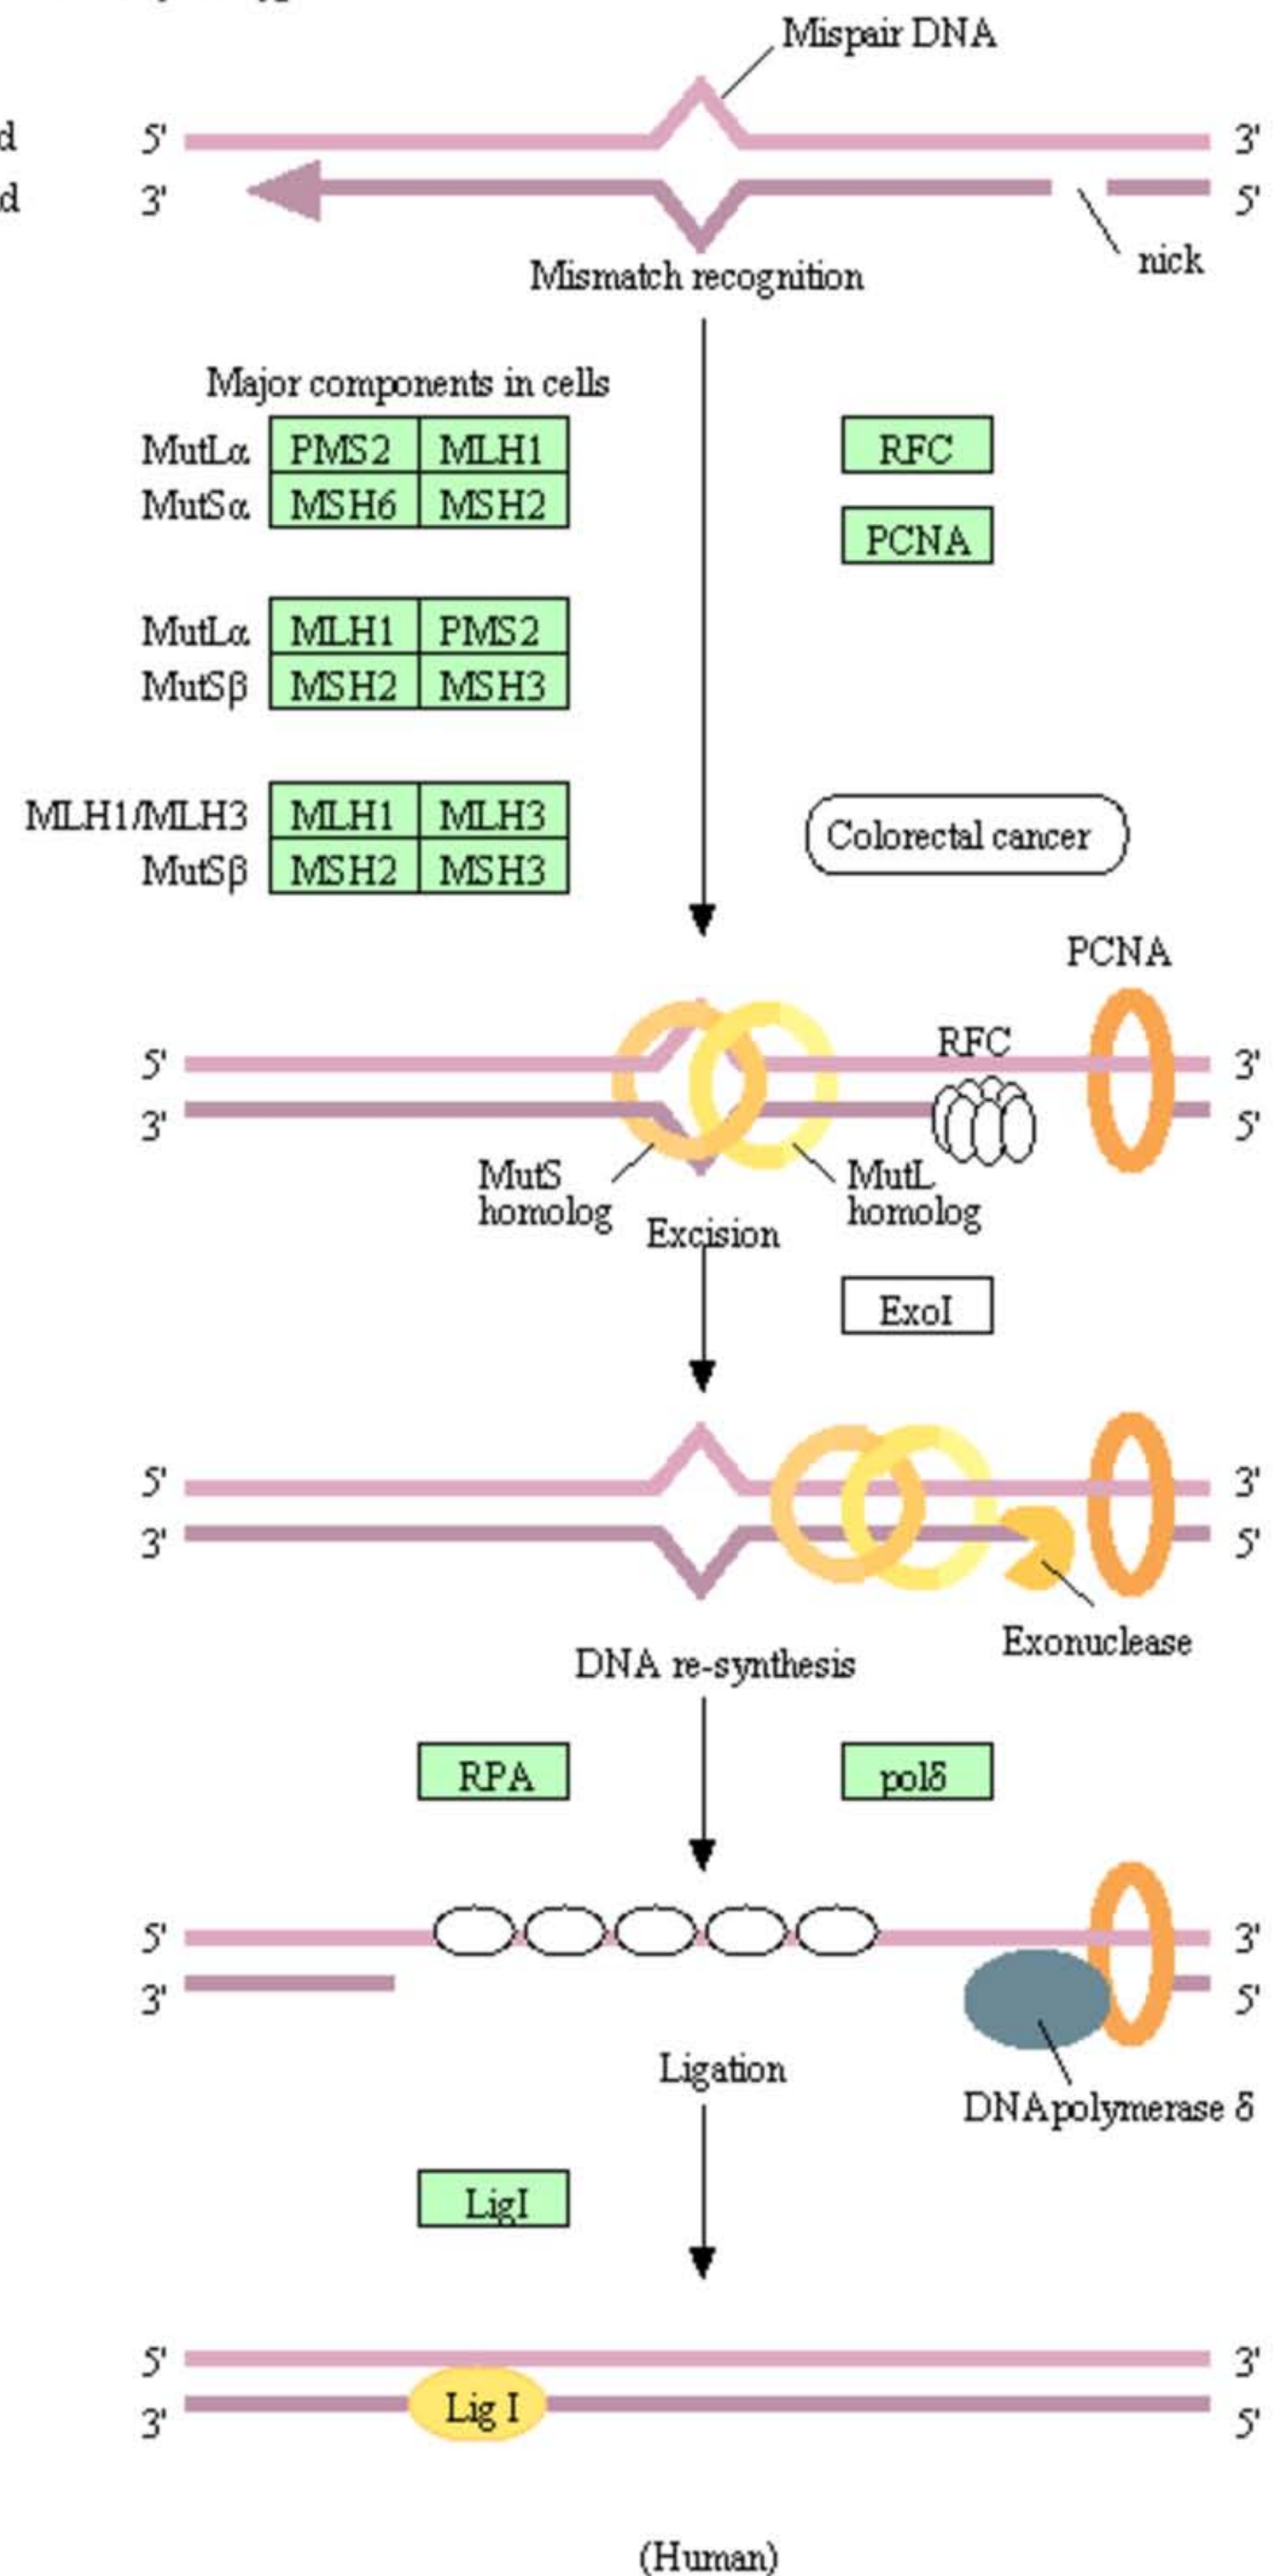 Mispair DNA
d 5' 3'
d 3' 5'
nick
Mismatch recognition
Major components in cells
MutLα PMS2 MLH1 RFC
MutSα MSH6 MSH2
PCNA
MutLα MLH1 PMS2
MutSβ MSH2 MSH3
MLH1/MLH3 MLH1 MLH3
Colorectal cancer
MutSβ MSH2 MSH3
PCNA
RFC
5' 3'
3' 5'
MutS
homolog
MutL
homolog
Excision
ExoI
5' 3'
3' 5'
Exonuclease
DNA re-synthesis
RPA polδ
5' 3'
3' 5'
Ligation
DNApolymerase δ
LigI
5' 3'
Lig I
3' 5'
(Human)